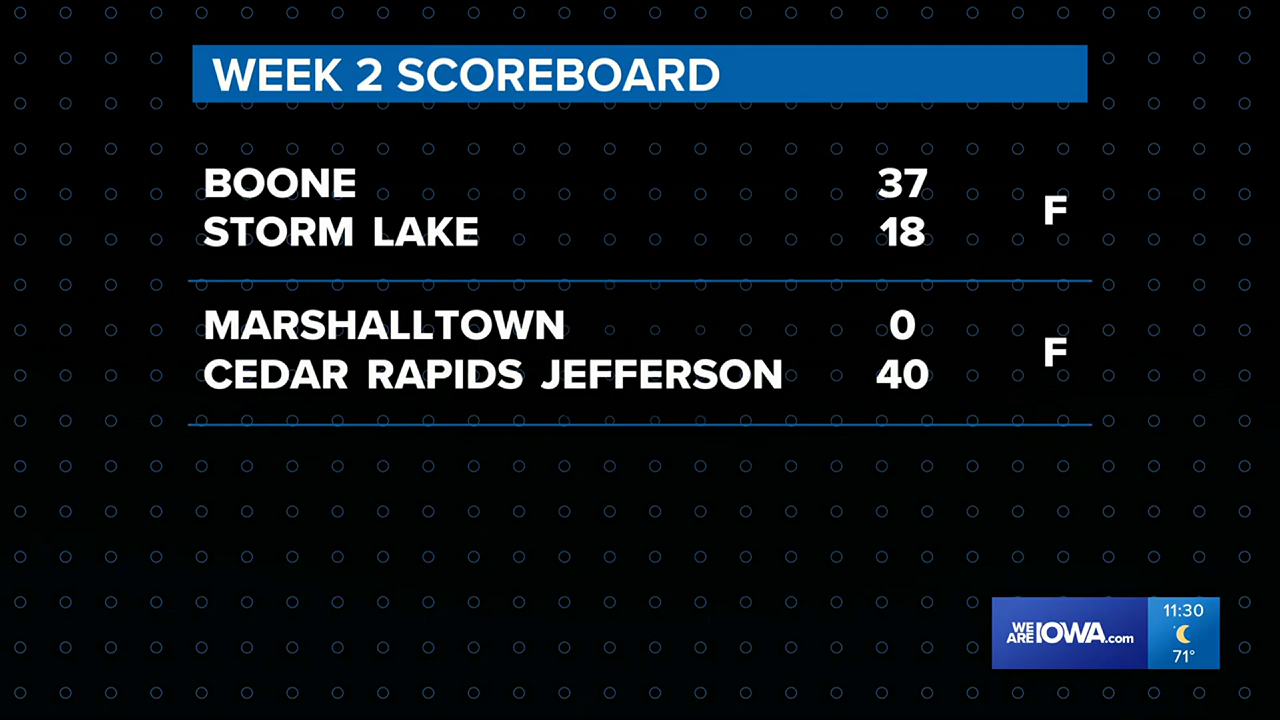 WEEK 2 SCOREBOARD
BOONE 37
F
STORM LAKE 18
MARSHALLTOWN 0
F
CEDAR RAPIDS JEFFERSON 40
WE ARE IOWA.com
11:30
71°